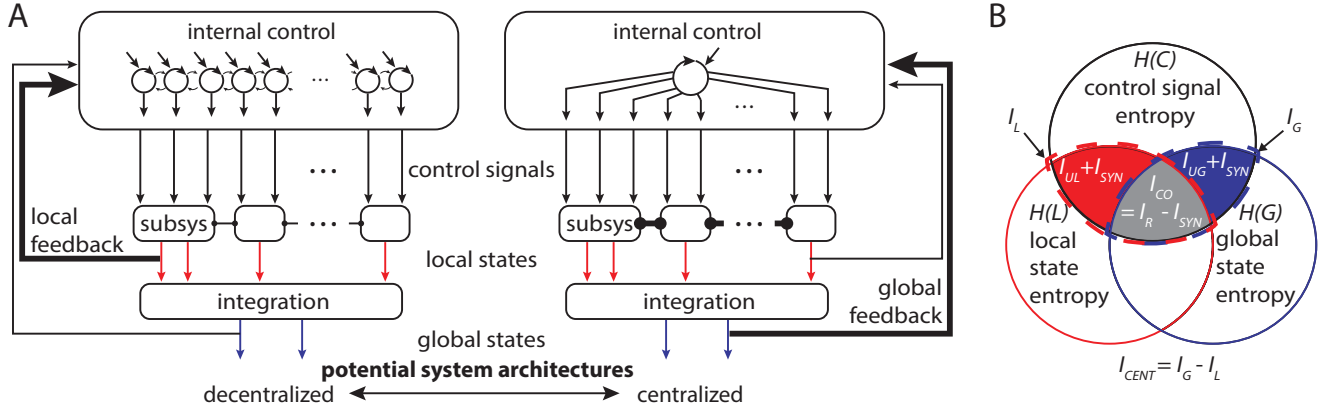 A
internal control
...
control signals
...
subsys
...
local
feedback
local states
integration
internal control
...
...
subsys
...
integration
global
feedback
global states
potential system architectures
decentralized
centralized
B
H(C)
control signal
entropy
I_L
I_G
I_UL + I_SYN
I_UG + I_SYN
I_CO
= I_R - I_SYN
H(L)
local
state
entropy
H(G)
global
state
entropy
I_CENT = I_G - I_L